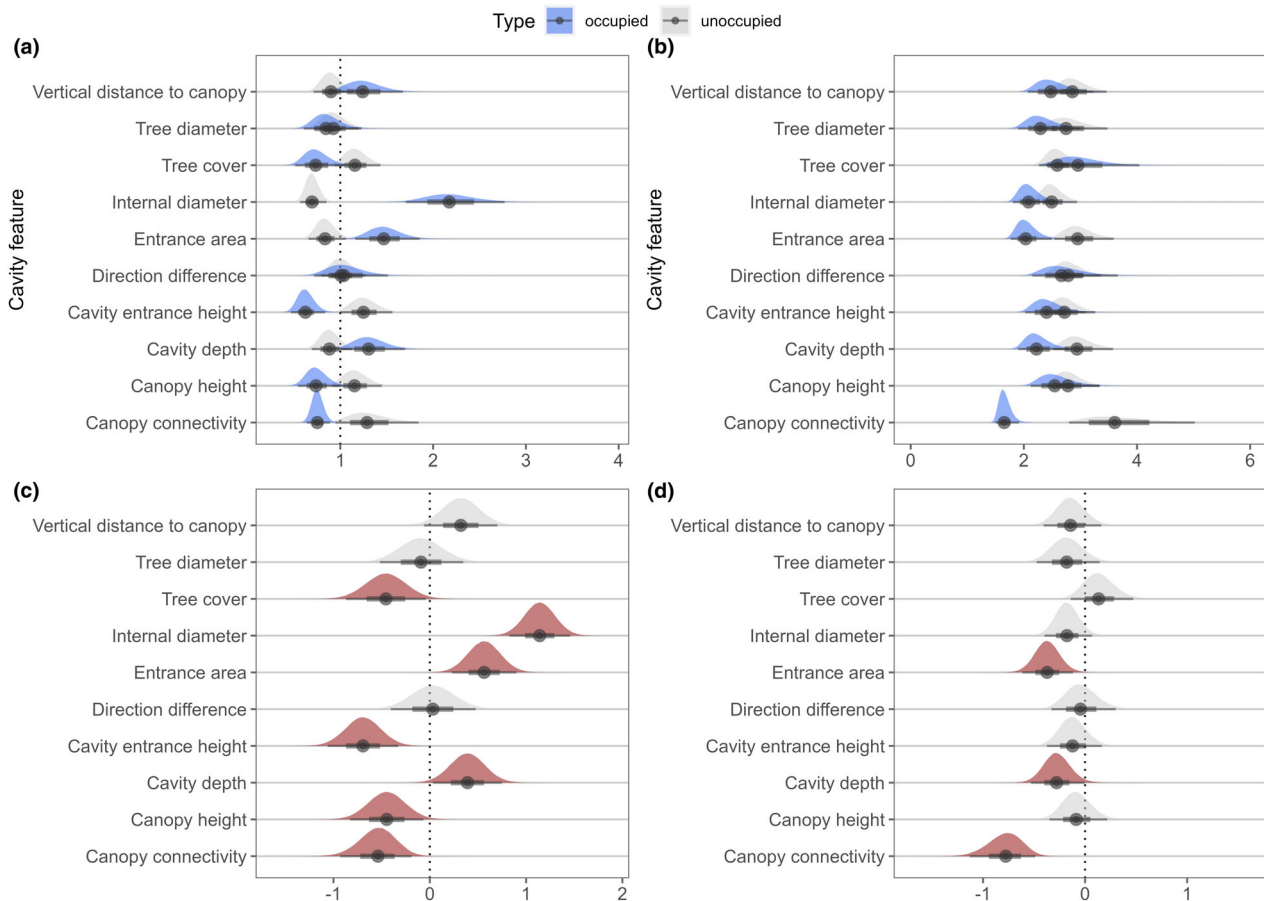 Type occupied unoccupied
(a)
Cavity feature
Vertical distance to canopy
Tree diameter
Tree cover
Internal diameter
Entrance area
Direction difference
Cavity entrance height
Cavity depth
Canopy height
Canopy connectivity
1 2 3 4
(b)
Cavity feature
Vertical distance to canopy
Tree diameter
Tree cover
Internal diameter
Entrance area
Direction difference
Cavity entrance height
Cavity depth
Canopy height
Canopy connectivity
0 2 4 6
(c)
Vertical distance to canopy
Tree diameter
Tree cover
Internal diameter
Entrance area
Direction difference
Cavity entrance height
Cavity depth
Canopy height
Canopy connectivity
-1 0 1 2
(d)
Vertical distance to canopy
Tree diameter
Tree cover
Internal diameter
Entrance area
Direction difference
Cavity entrance height
Cavity depth
Canopy height
Canopy connectivity
-1 0 1